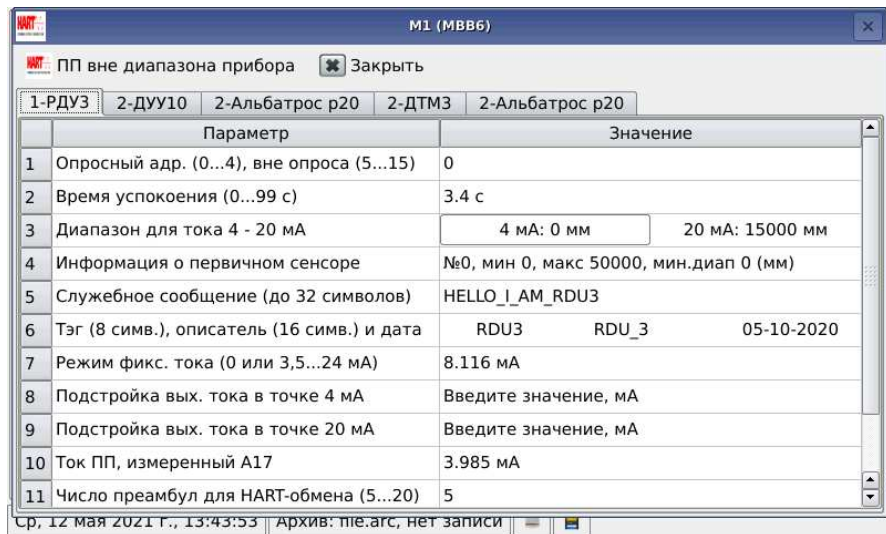 HART
М1 (МВВ6)
HART ПП вне диапазона прибора Закрыть
1-РДУ3 2-ДУУ10 2-Альбатрос р20 2-ДТМ3 2-Альбатрос р20
Параметр Значение
1 Опросный адр. (0...4), вне опроса (5...15) 0
2 Время успокоения (0...99 с) 3.4 с
3 Диапазон для тока 4 - 20 мА 4 мА: 0 мм 20 мА: 15000 мм
4 Информация о первичном сенсоре №0, мин 0, макс 50000, мин.диап 0 (мм)
5 Служебное сообщение (до 32 символов) HELLO_I_AM_RDU3
6 Тэг (8 симв.), описатель (16 симв.) и дата RDU3 RDU_3 05-10-2020
7 Режим фикс. тока (0 или 3,5...24 мА) 8.116 мА
8 Подстройка вых. тока в точке 4 мА Введите значение, мА
9 Подстройка вых. тока в точке 20 мА Введите значение, мА
10 Ток ПП, измеренный А17 3.985 мА
11 Число преамбул для HART-обмена (5...20) 5
Ср, 12 мая 2021 г., 13:43:53 Архив: file.arc, нет записи